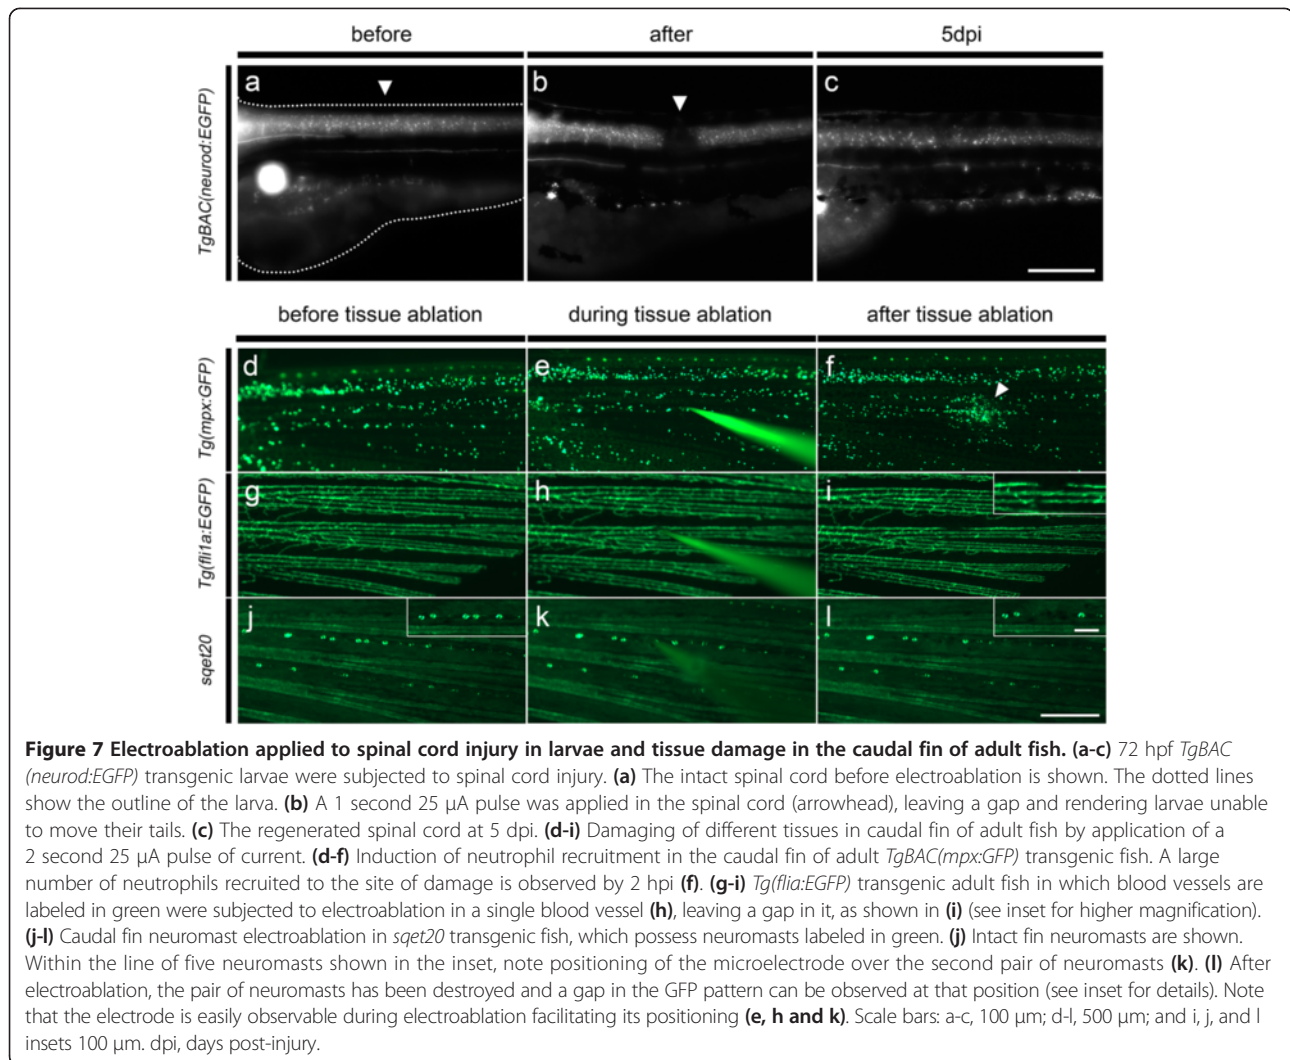 before
after
5dpi
TgBAC(neurod:EGFP)
a
b
c
before tissue ablation
during tissue ablation
after tissue ablation
Tg(mpx:GFP)
d
e
f
Tg(fli1a:EGFP)
g
h
i
sqet20
j
k
l
Figure 7 Electroablation applied to spinal cord injury in larvae and tissue damage in the caudal fin of adult fish. (a-c) 72 hpf TgBAC
(neurod:EGFP) transgenic larvae were subjected to spinal cord injury. (a) The intact spinal cord before electroablation is shown. The dotted lines
show the outline of the larva. (b) A 1 second 25 μA pulse was applied in the spinal cord (arrowhead), leaving a gap and rendering larvae unable
to move their tails. (c) The regenerated spinal cord at 5 dpi. (d-i) Damaging of different tissues in caudal fin of adult fish by application of a
2 second 25 μA pulse of current. (d-f) Induction of neutrophil recruitment in the caudal fin of adult TgBAC(mpx:GFP) transgenic fish. A large
number of neutrophils recruited to the site of damage is observed by 2 hpi (f). (g-i) Tg(flia:EGFP) transgenic adult fish in which blood vessels are
labeled in green were subjected to electroablation in a single blood vessel (h), leaving a gap in it, as shown in (i) (see inset for higher magnification).
(j-l) Caudal fin neuromast electroablation in sqet20 transgenic fish, which possess neuromasts labeled in green. (j) Intact fin neuromasts are shown.
Within the line of five neuromasts shown in the inset, note positioning of the microelectrode over the second pair of neuromasts (k). (l) After
electroablation, the pair of neuromasts has been destroyed and a gap in the GFP pattern can be observed at that position (see inset for details). Note
that the electrode is easily observable during electroablation facilitating its positioning (e, h and k). Scale bars: a-c, 100 μm; d-l, 500 μm; and i, j, and l
insets 100 μm. dpi, days post-injury.